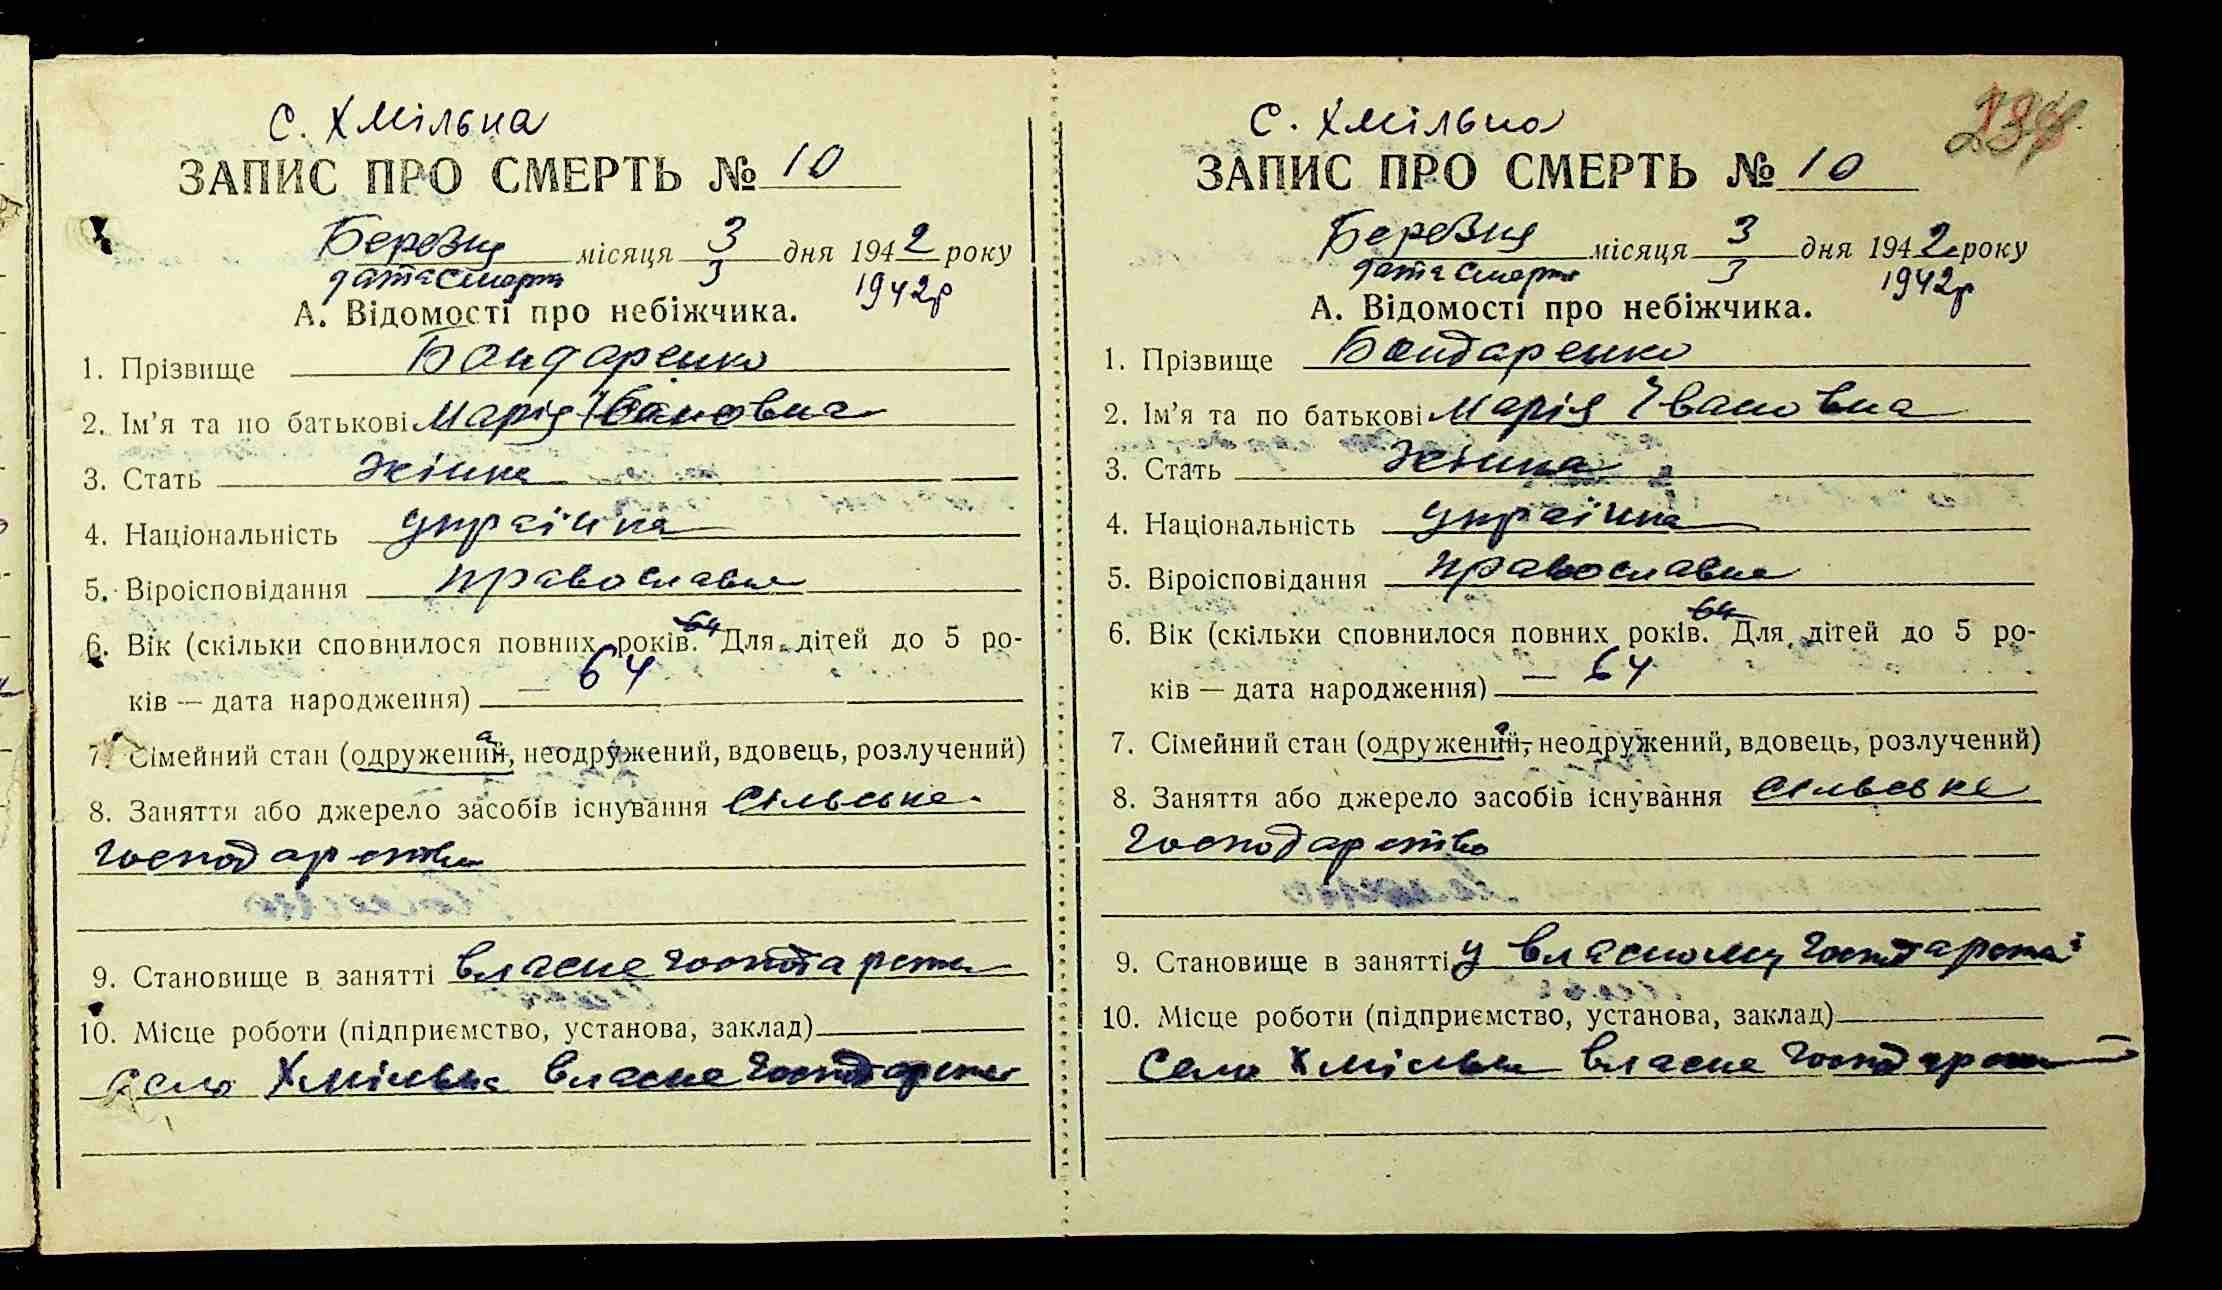 с. Хмільна
ЗАПИС ПРО СМЕРТЬ № 10
Березня місяця 3 дня 1942 року
дата смерти 3 1942р
А. Відомості про небіжчика.
1. Прізвище Бондаренко
2. Ім'я та по батькові Марія Івановна
3. Стать жінка
4. Національність українка
5. Віроісповідання православна
64
6. Вік (скільки сповнилося повних років. Для дітей до 5 ро-
ків — дата народження) — 64
7. Сімейний стан (одружений, а неодружений, вдовець, розлучений)
8. Заняття або джерело засобів існування сільське
господарство
9. Становище в занятті власне господарство
10. Місце роботи (підприємство, установа, заклад)
село Хмільна власне господарство
с. Хмільна
ЗАПИС ПРО СМЕРТЬ № 10
Березня місяця 3 дня 1942 року
дата смерти 3 1942р
А. Відомості про небіжчика.
1. Прізвище Бондаренко
2. Ім'я та по батькові Марія Івановна
3. Стать жінка
4. Національність українка
5. Віроісповідання православна
64
6. Вік (скільки сповнилося повних років. Для дітей до 5 ро-
ків — дата народження) — 64
7. Сімейний стан (одружений, а неодружений, вдовець, розлучений)
8. Заняття або джерело засобів існування сільське
господарство
9. Становище в занятті у власному господарстві
10. Місце роботи (підприємство, установа, заклад)
село Хмільна власне господарство